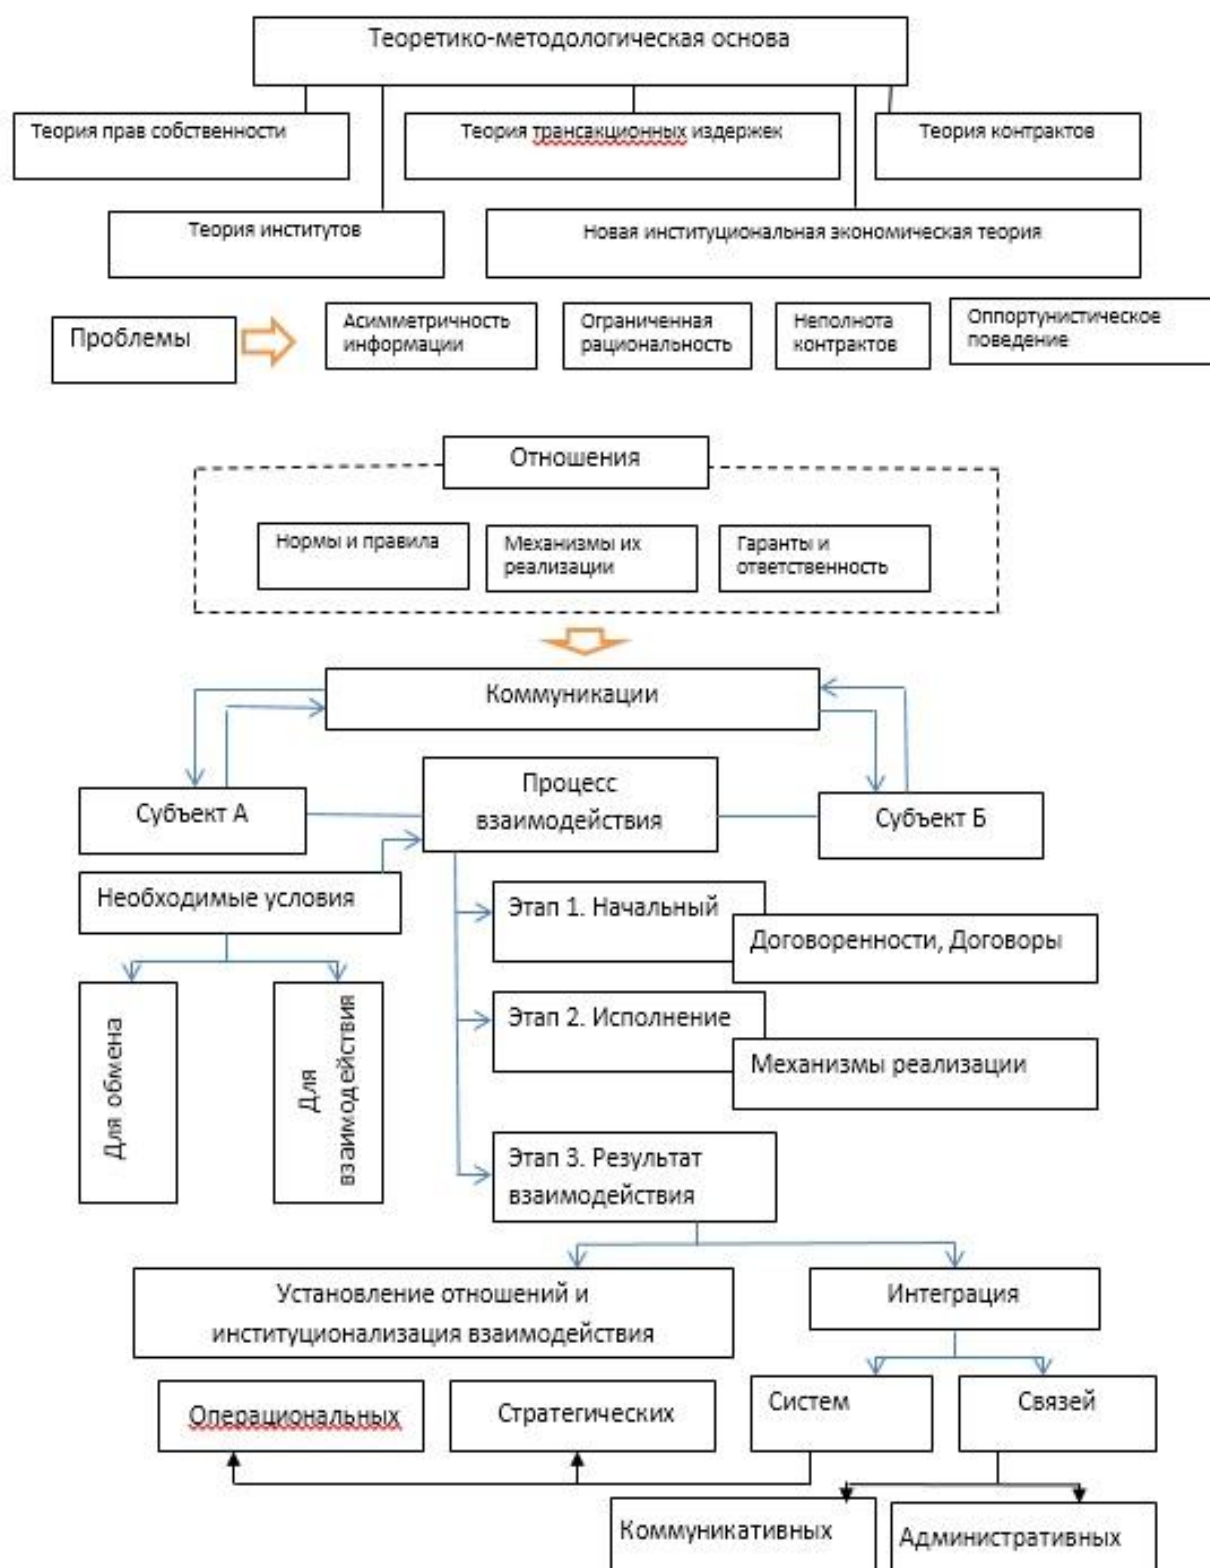 Теоретико-методологическая основа
Теория прав собственности
Теория трансакционных издержек
Теория контрактов
Теория институтов
Новая институциональная экономическая теория
Проблемы
Асимметричность
информации
Ограниченная
рациональность
Неполнота
контрактов
Оппортунистическое
поведение
Отношения
Нормы и правила
Механизмы их
реализации
Гаранты и
ответственность
Коммуникации
Субъект А
Процесс
взаимодействия
Субъект Б
Необходимые условия
Для обмена
Для
взаимодействия
Этап 1. Начальный
Договоренности, Договоры
Этап 2. Исполнение
Механизмы реализации
Этап 3. Результат
взаимодействия
Установление отношений и
институционализация взаимодействия
Интеграция
Операциональных
Стратегических
Систем
Связей
Коммуникативных
Административных